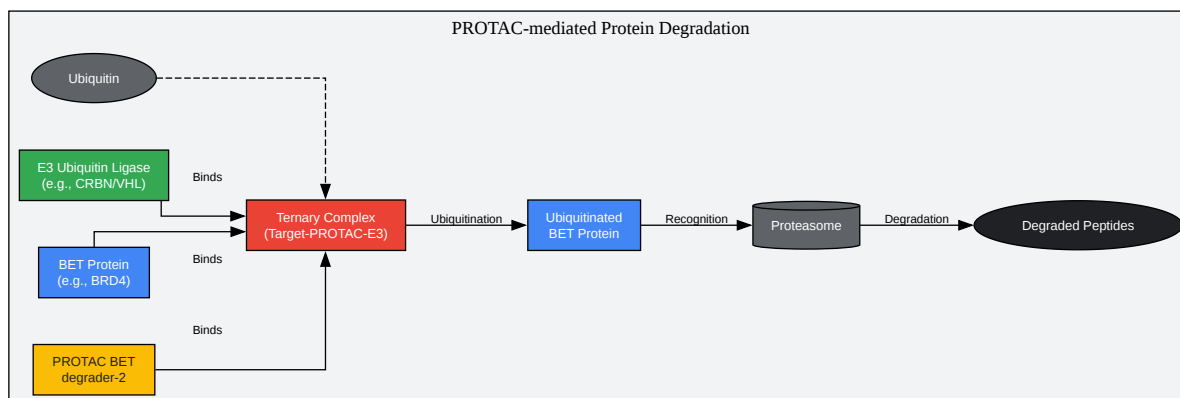 PROTAC-mediated Protein Degradation
Ubiquitin
E3 Ubiquitin Ligase
(e.g., CRBN/VHL)
Binds
BET Protein
(e.g., BRD4)
Binds
PROTAC BET
degrader-2
Binds
Ternary Complex
(Target-PROTAC-E3)
Ubiquitination
Ubiquitinated
BET Protein
Recognition
Proteasome
Degradation
Degraded Peptides